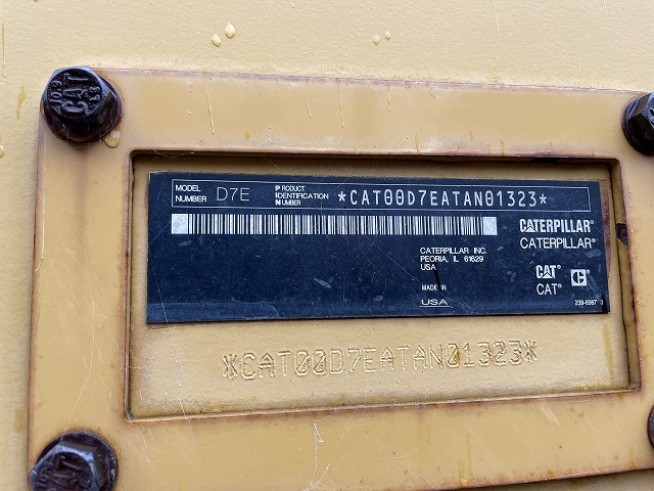 CAT
MODEL
NUMBER
D7E
PRODUCT
IDENTIFICATION
NUMBER
*CAT00D7EATAN01323*
CATERPILLAR INC.
PEORIA, IL 61629
USA
MADE IN
USA
CATERPILLAR®
CATERPILLAR®
CAT® C®
CAT®
*CAT00D7EATAN01323*
CAT